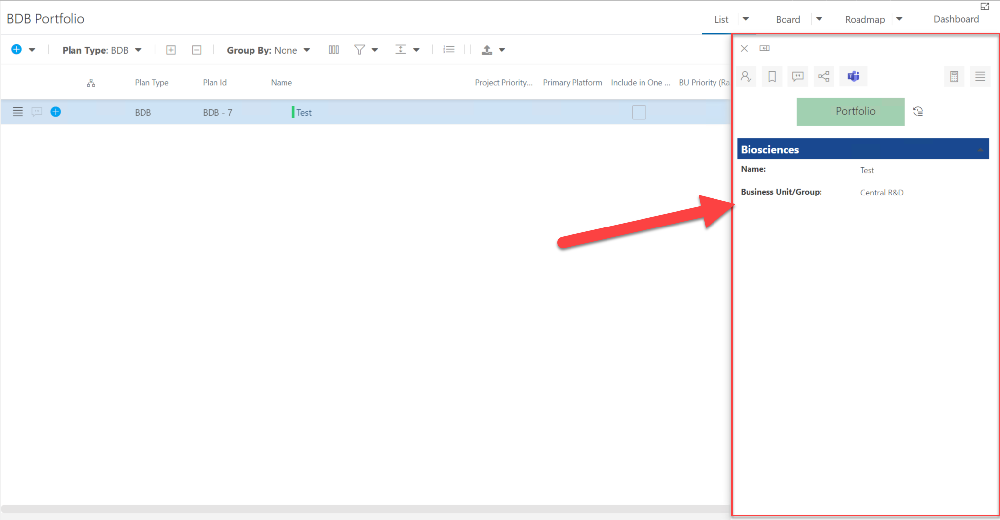 BDB Portfolio
List
Board
Roadmap
Dashboard
Plan Type: BDB
Group By: None
Plan Type
Plan Id
Name
Project Priority...
Primary Platform
Include in One ...
BU Priority (Ra
BDB
BDB - 7
Test
Portfolio
Biosciences
Name:
Test
Business Unit/Group:
Central R&D